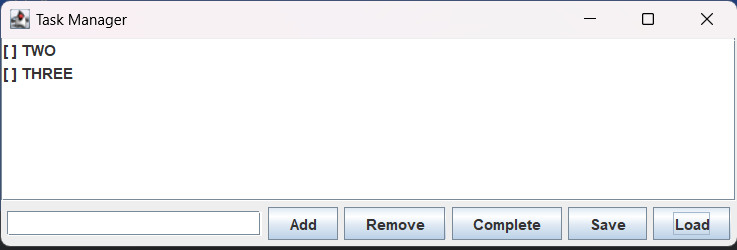 Task Manager
[ ] TWO
[ ] THREE
Add Remove Complete Save Load